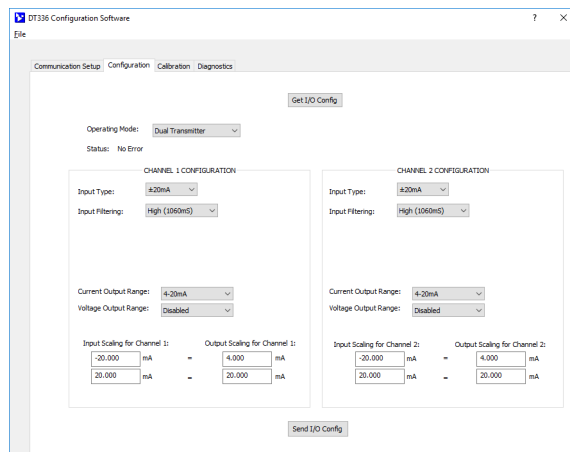 DT336 Configuration Software ? X
File
Communication Setup Configuration Calibration Diagnostics
Get I/O Config
Operating Mode: Dual Transmitter
Status: No Error
CHANNEL 1 CONFIGURATION CHANNEL 2 CONFIGURATION
Input Type: ±20mA Input Type: ±20mA
Input Filtering: High (1060mS) Input Filtering: High (1060mS)
Current Output Range: 4-20mA Current Output Range: 4-20mA
Voltage Output Range: Disabled Voltage Output Range: Disabled
Input Scaling for Channel 1: Output Scaling for Channel 1: Input Scaling for Channel 2: Output Scaling for Channel 2:
-20.000 mA = 4.000 mA -20.000 mA = 4.000 mA
20.000 mA = 20.000 mA 20.000 mA = 20.000 mA
Send I/O Config